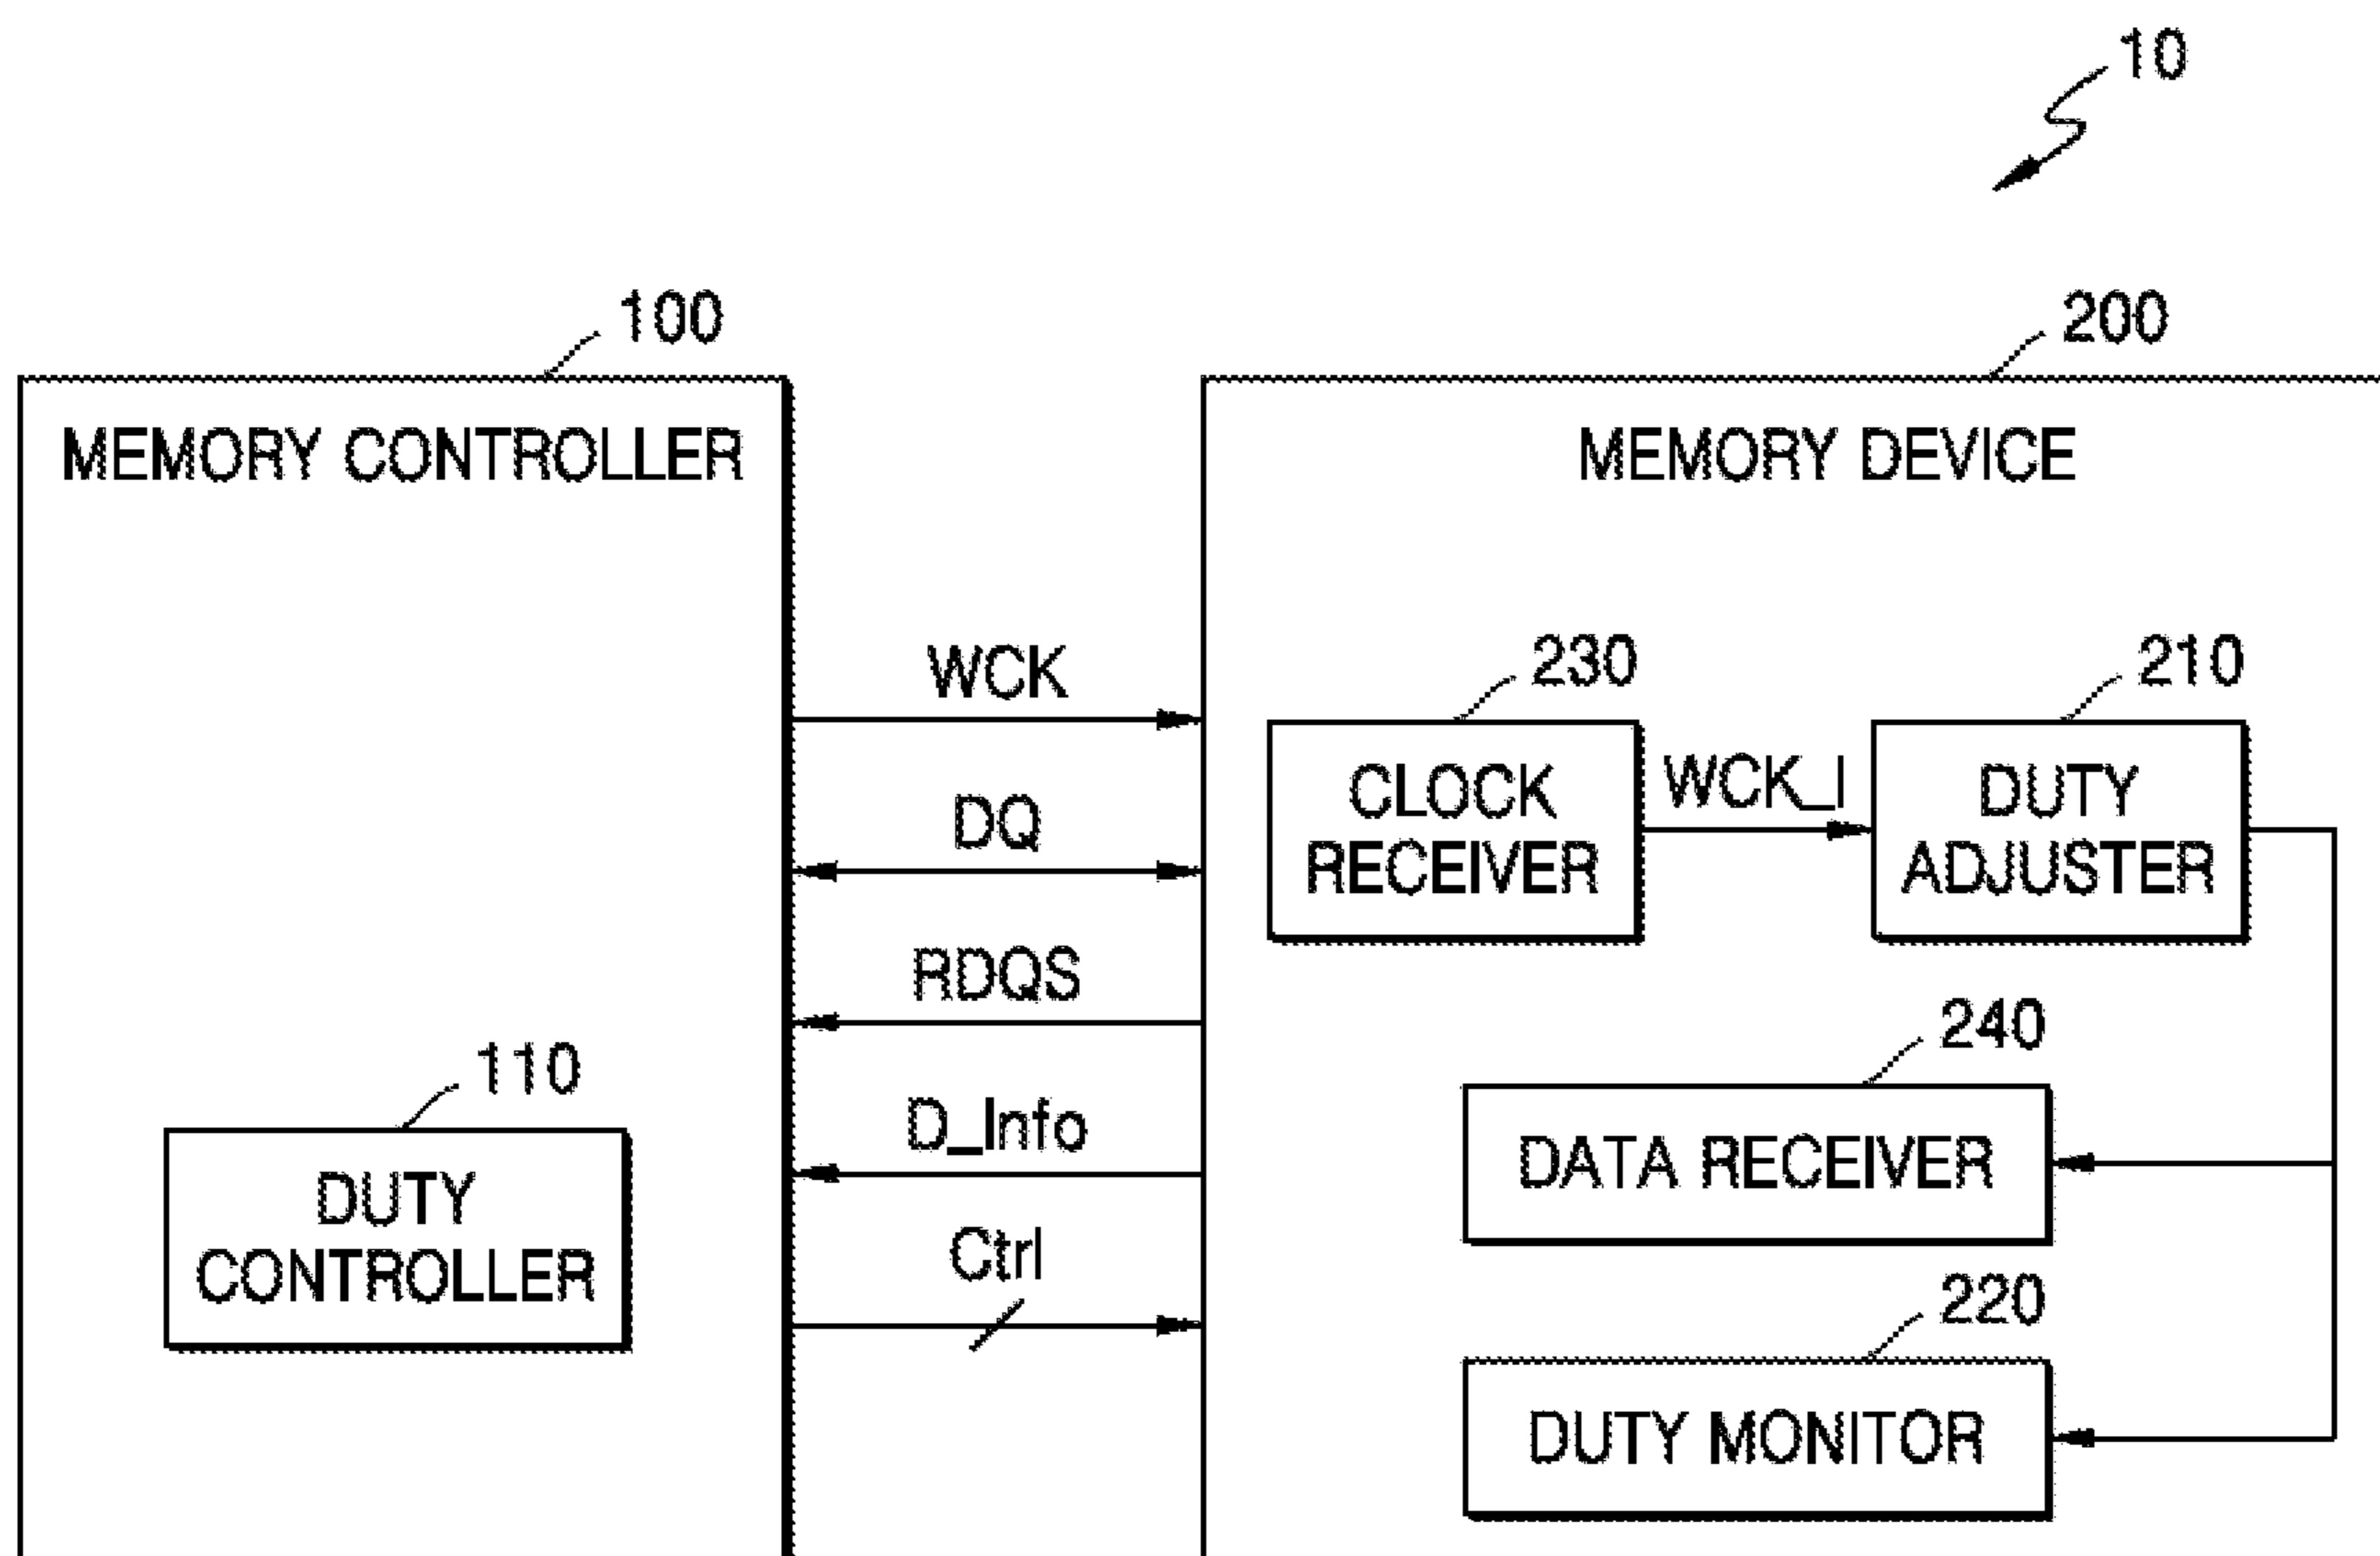 10
100
200
MEMORY CONTROLLER
MEMORY DEVICE
WCK
DQ
RDQS
D_Info
Ctrl
110
DUTY
CONTROLLER
230
CLOCK
RECEIVER
WCK_I
210
DUTY
ADJUSTER
240
DATA RECEIVER
220
DUTY MONITOR